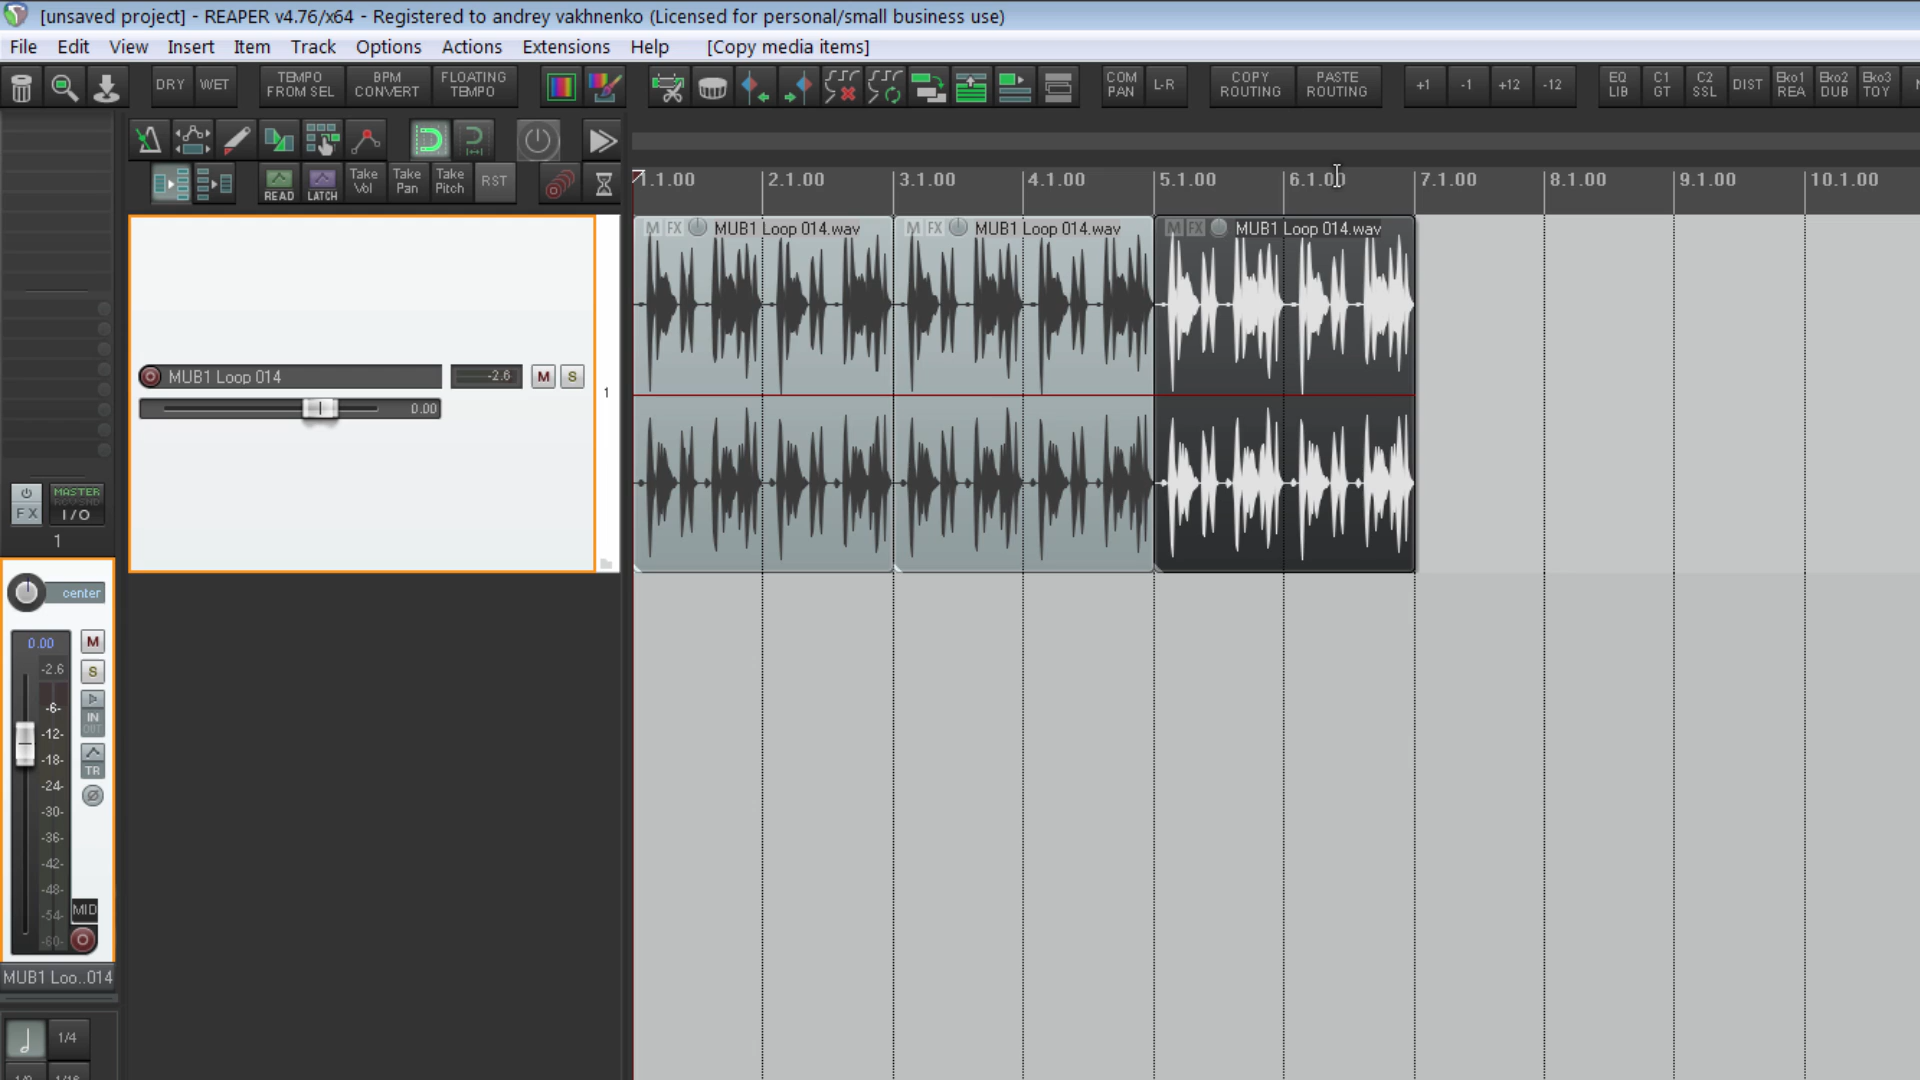 [unsaved project] - REAPER v4.76/x64 - Registered to andrey vakhnenko (Licensed for personal/small business use)
File Edit View Insert Item Track Options Actions Extensions Help [Copy media items]
DRY WET
TEMPO FROM SEL
BPM CONVERT
FLOATING TEMPO
COM PAN
L-R
COPY ROUTING
PASTE ROUTING
+1 -1 +12 -12
EQ LIB
C1 GT
C2 SSL
DIST
Eko1 REA
Eko2 DUB
Eko3 TOY
READ LATCH
Take Vol
Take Pan
Take Pitch
RST
1.1.00 2.1.00 3.1.00 4.1.00 5.1.00 6.1.00 7.1.00 8.1.00 9.1.00 10.1.00
M FX MUB1 Loop 014.wav
M FX MUB1 Loop 014.wav
M FX MUB1 Loop 014.wav
MUB1 Loop 014 -2.6 M S
0.00
1
FX
MASTER
I/O
1
center
0.00 M
-2.6 S
-6-
IN
-12-
-18-
TR
-24-
-30-
-36-
-42-
-48-
-54-
-60-
MID
MUB1 Loo..014
1/4